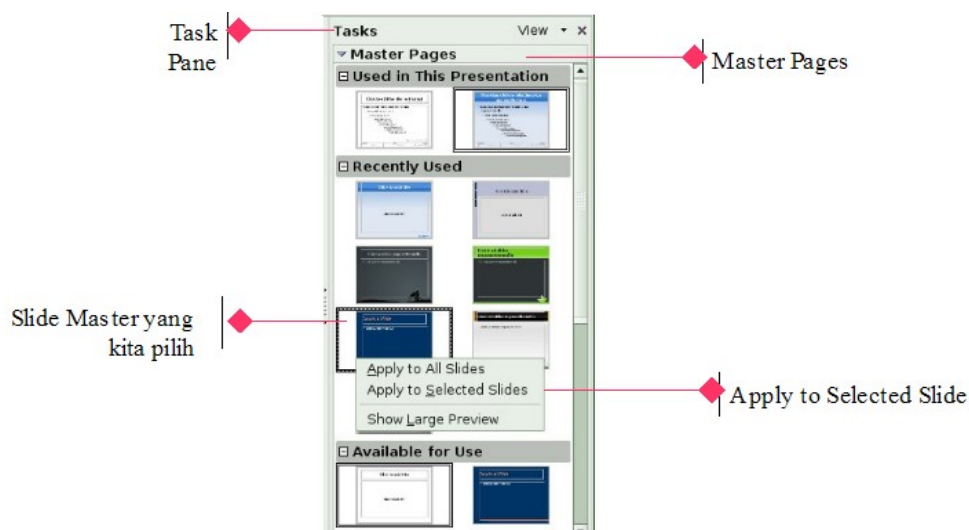 Task
Pane
Tasks
View
Master Pages
Master Pages
Used in This Presentation
Recently Used
Slide Master yang
kita pilih
Apply to All Slides
Apply to Selected Slides
Show Large Preview
Apply to Selected Slide
Available for Use